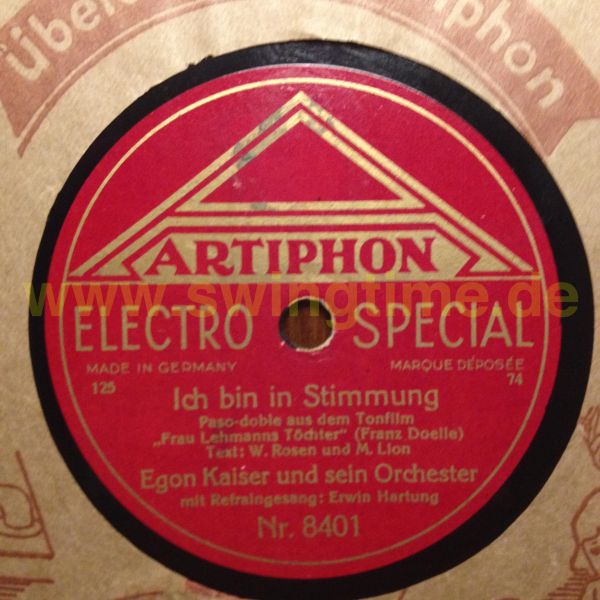 Über
iphon
ARTIPHON
www.swingtime.de
ELECTRO SPECIAL
MADE IN GERMANY MARQUE DÉPOSÉE
125 74
Ich bin in Stimmung
Paso-doble aus dem Tonfilm
„Frau Lehmanns Töchter" (Franz Doelle)
Text: W. Rosen und M. Lion
Egon Kaiser und sein Orchester
mit Refraingesang: Erwin Hartung
Nr. 8401